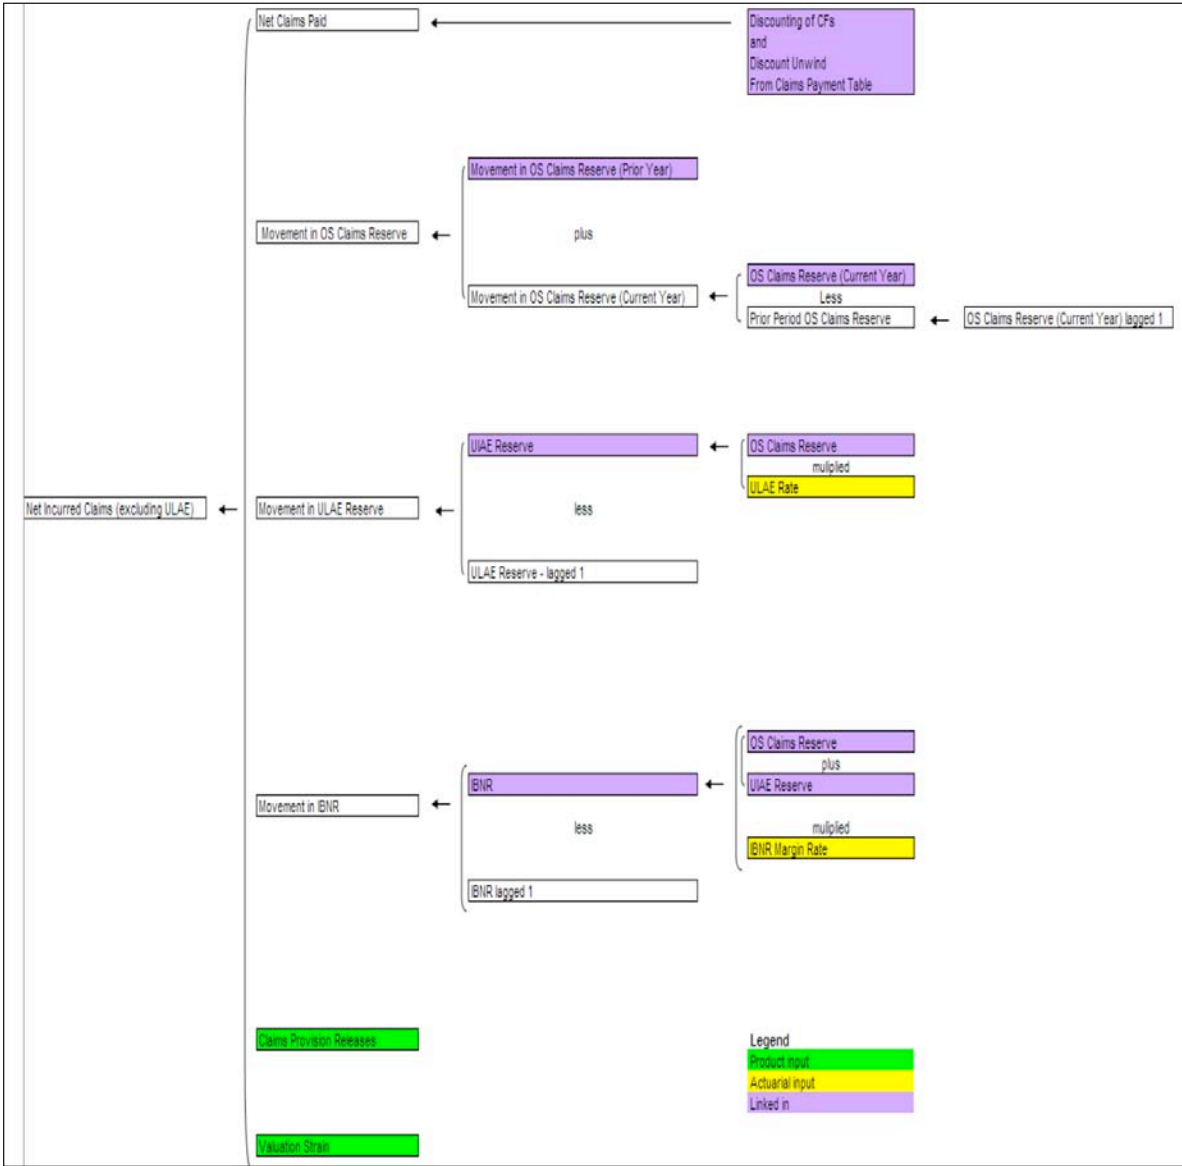 Net Claims Paid
Discounting of CFs
and
Discount Unwind
From Claims Payment Table
Movement in OS Claims Reserve (Prior Year)
Movement in OS Claims Reserve
plus
OS Claims Reserve (Current Year)
Movement in OS Claims Reserve (Current Year)
Less
Prior Period OS Claims Reserve
OS Claims Reserve (Current Year) lagged 1
UIAE Reserve
OS Claims Reserve
muliplied
ULAE Rate
Net Incurred Claims (excluding ULAE)
Movement in ULAE Reserve
less
ULAE Reserve - lagged 1
OS Claims Reserve
plus
IBNR
UIAE Reserve
Movement in IBNR
less
muliplied
IBNR Margin Rate
IBNR lagged 1
Claims Provision Releases
Legend
Product input
Actuarial input
Linked in
Valuation Strain